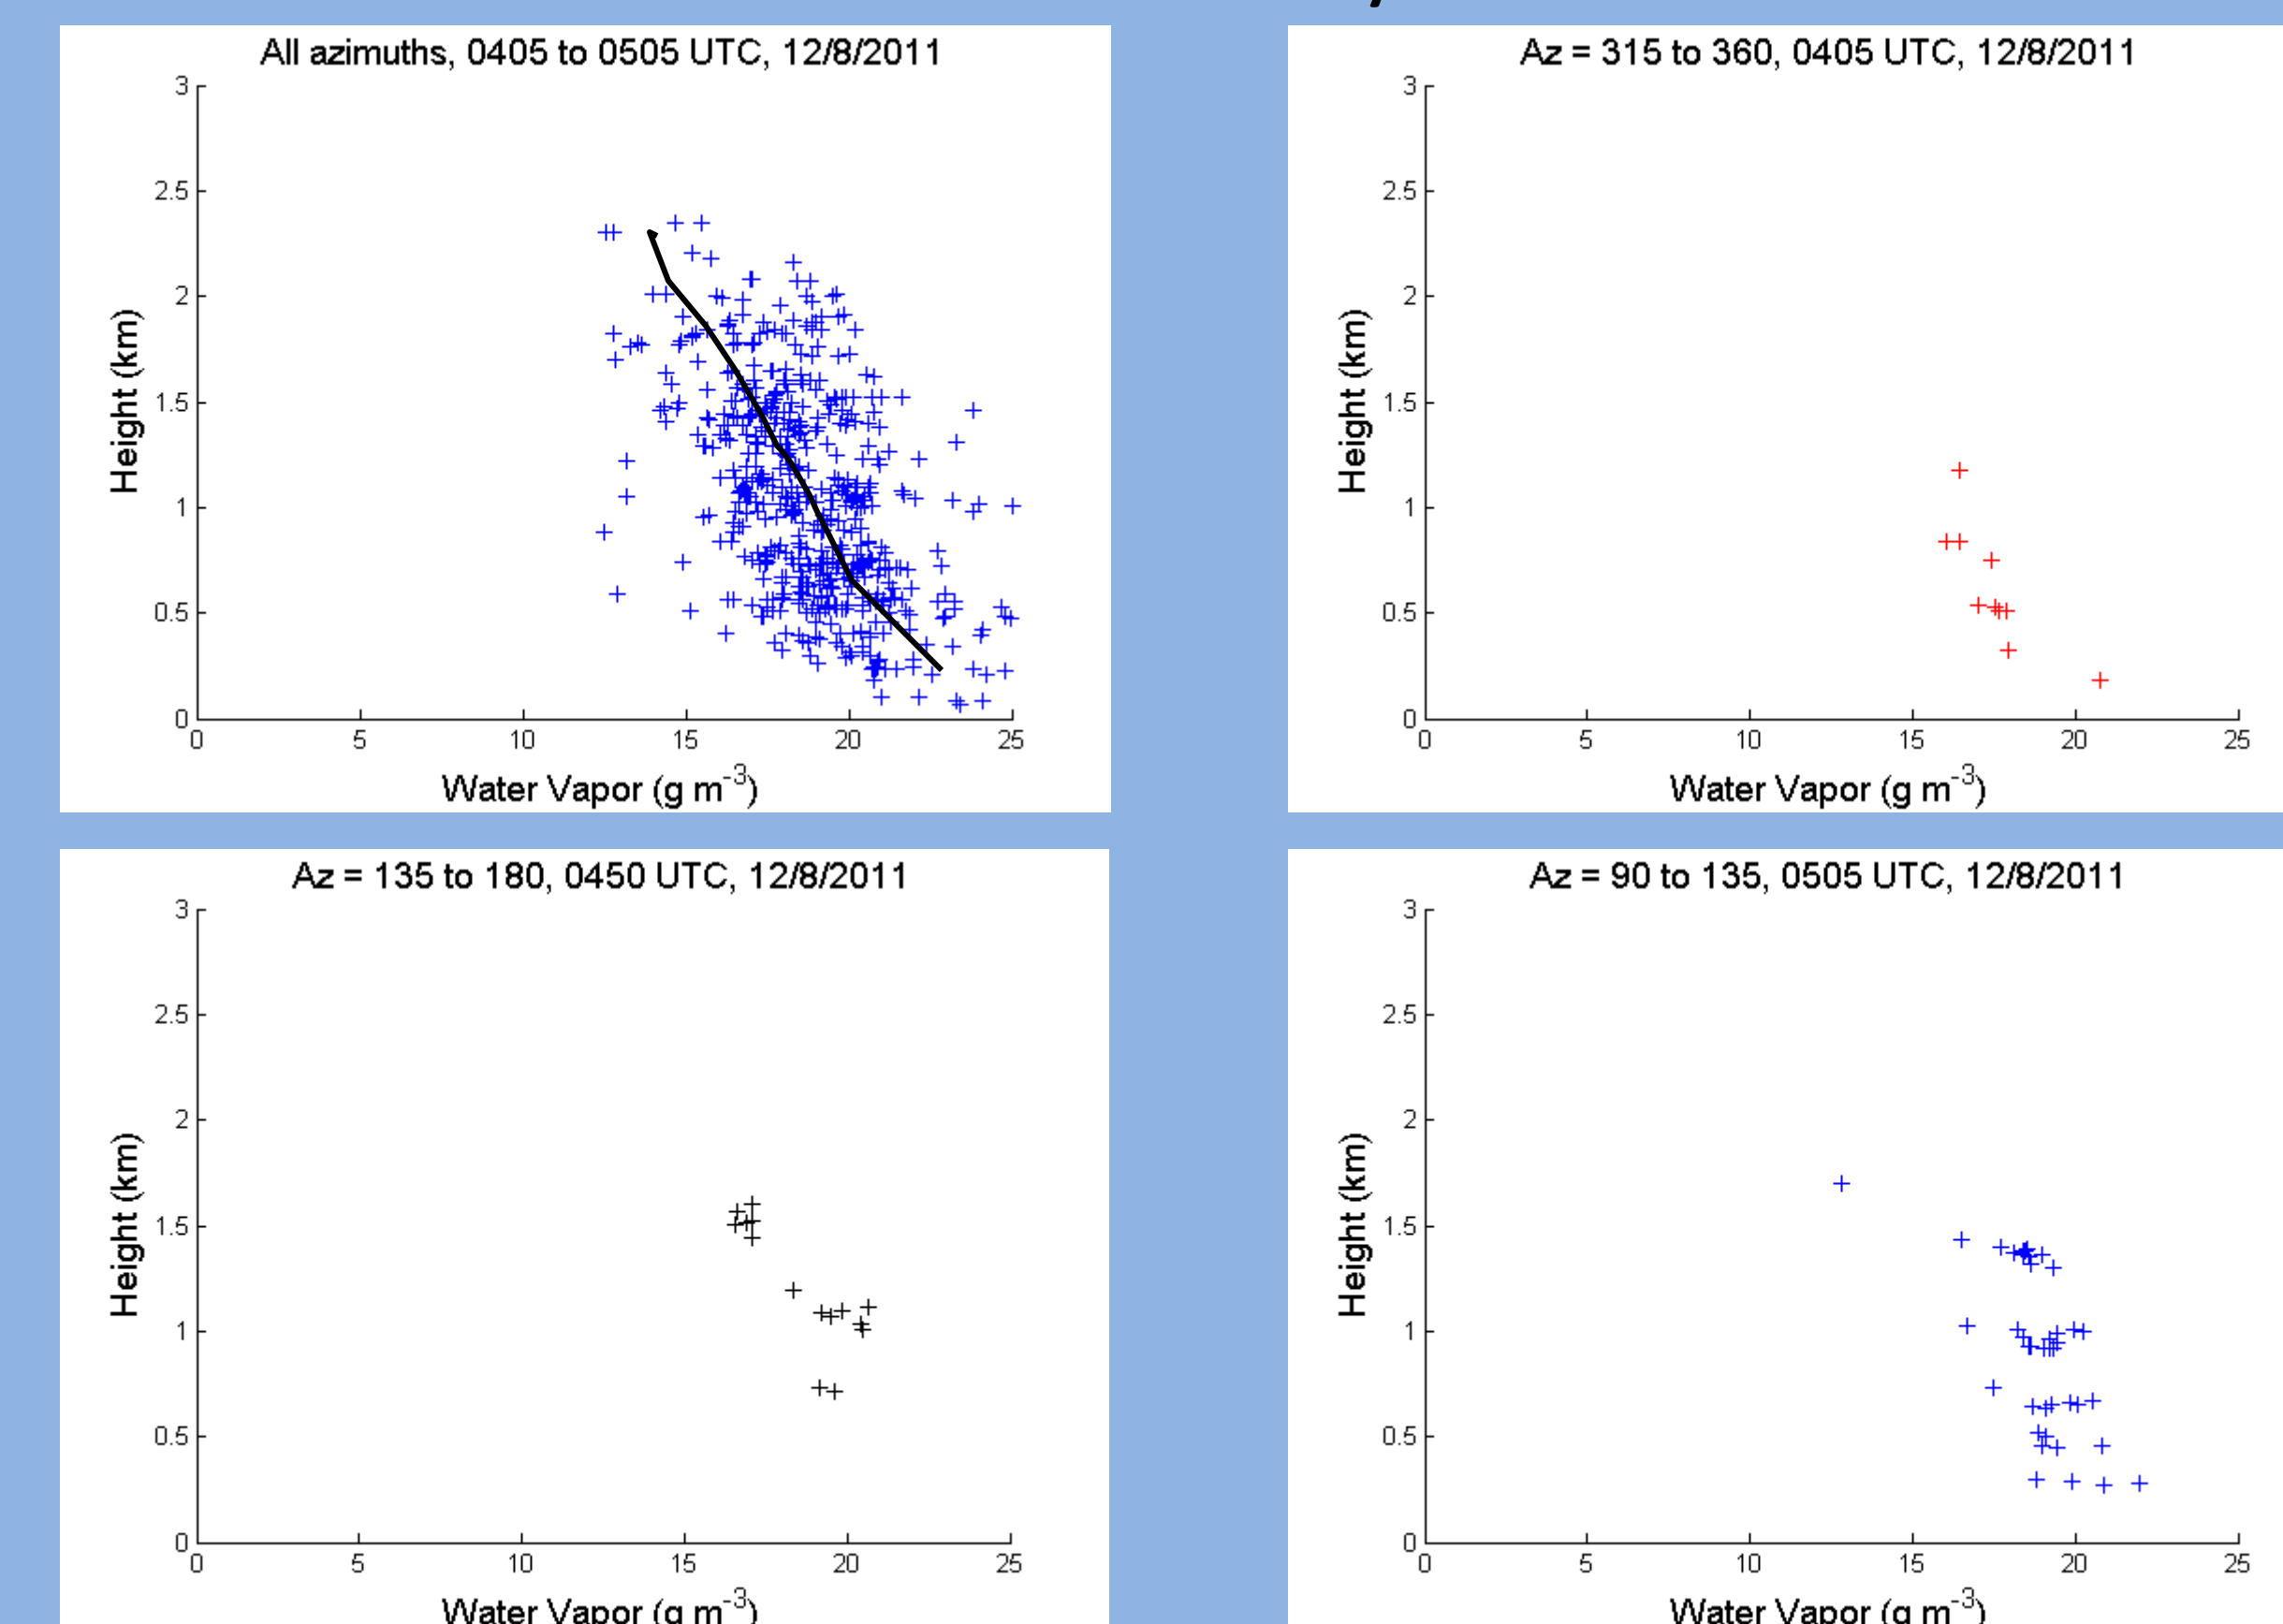 All azimuths, 0405 to 0505 UTC, 12/8/2011
3
2.5
2
1.5
1
0.5
0
Height (km)
0 5 10 15 20 25
Water Vapor (g m⁻³)
Az = 315 to 360, 0405 UTC, 12/8/2011
3
2.5
2
1.5
1
0.5
0
Height (km)
0 5 10 15 20 25
Water Vapor (g m⁻³)
Az = 135 to 180, 0450 UTC, 12/8/2011
3
2.5
2
1.5
1
0.5
0
Height (km)
0 5 10 15 20 25
Water Vapor (g m⁻³)
Az = 90 to 135, 0505 UTC, 12/8/2011
3
2.5
2
1.5
1
0.5
0
Height (km)
0 5 10 15 20 25
Water Vapor (g m⁻³)